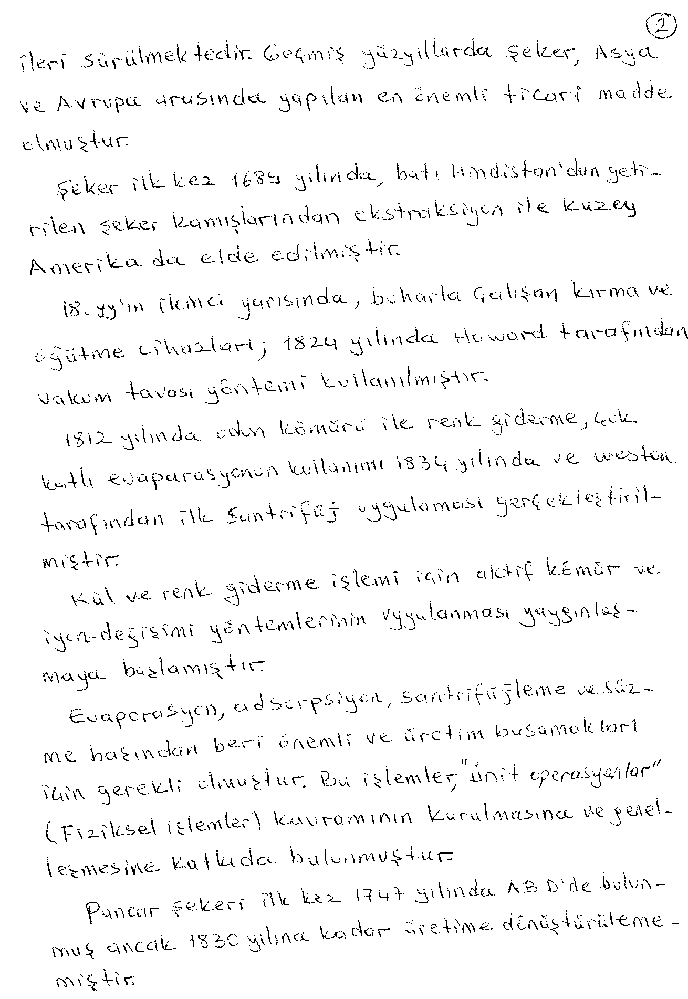 2
ileri sürülmektedir. Geçmiş yüzyıllarda şeker, Asya
ve Avrupa arasında yapılan en önemli ticari madde
olmuştur.
Şeker ilk kez 1689 yılında, batı Hindistan'dan yeti-
rilen şeker kamışlarından ekstraksiyon ile kuzey
Amerika'da elde edilmiştir.
18. yy'ın ikinci yarısında, buharla çalışan kırma ve
öğütme cihazları; 1824 yılında Howard tarafından
vakum tavası yöntemi kullanılmıştır.
1812 yılında odun kömürü ile renk giderme, çok
katlı evaparasyonun kullanımı 1834 yılında ve weston
tarafından ilk santrifüj uygulaması gerçekleştiril-
miştir.
Kül ve renk giderme işlemi için aktif kömür ve
iyon-değişimi yöntemlerinin uygulanması yaygınlaş-
maya başlamıştır.
Evaporasyon, adsorpsiyon, santrifüjleme ve süz-
me başından beri önemli ve üretim basamakları
için gerekli olmuştur. Bu işlemler, "Ünit operasyonlar"
(Fiziksel işlemler) kavramının kurulmasına ve genel-
leşmesine katkıda bulunmuştur.
Pancar şekeri ilk kez 1747 yılında ABD'de bulun-
muş ancak 1830 yılına kadar üretime dönüştürüleme-
miştir.